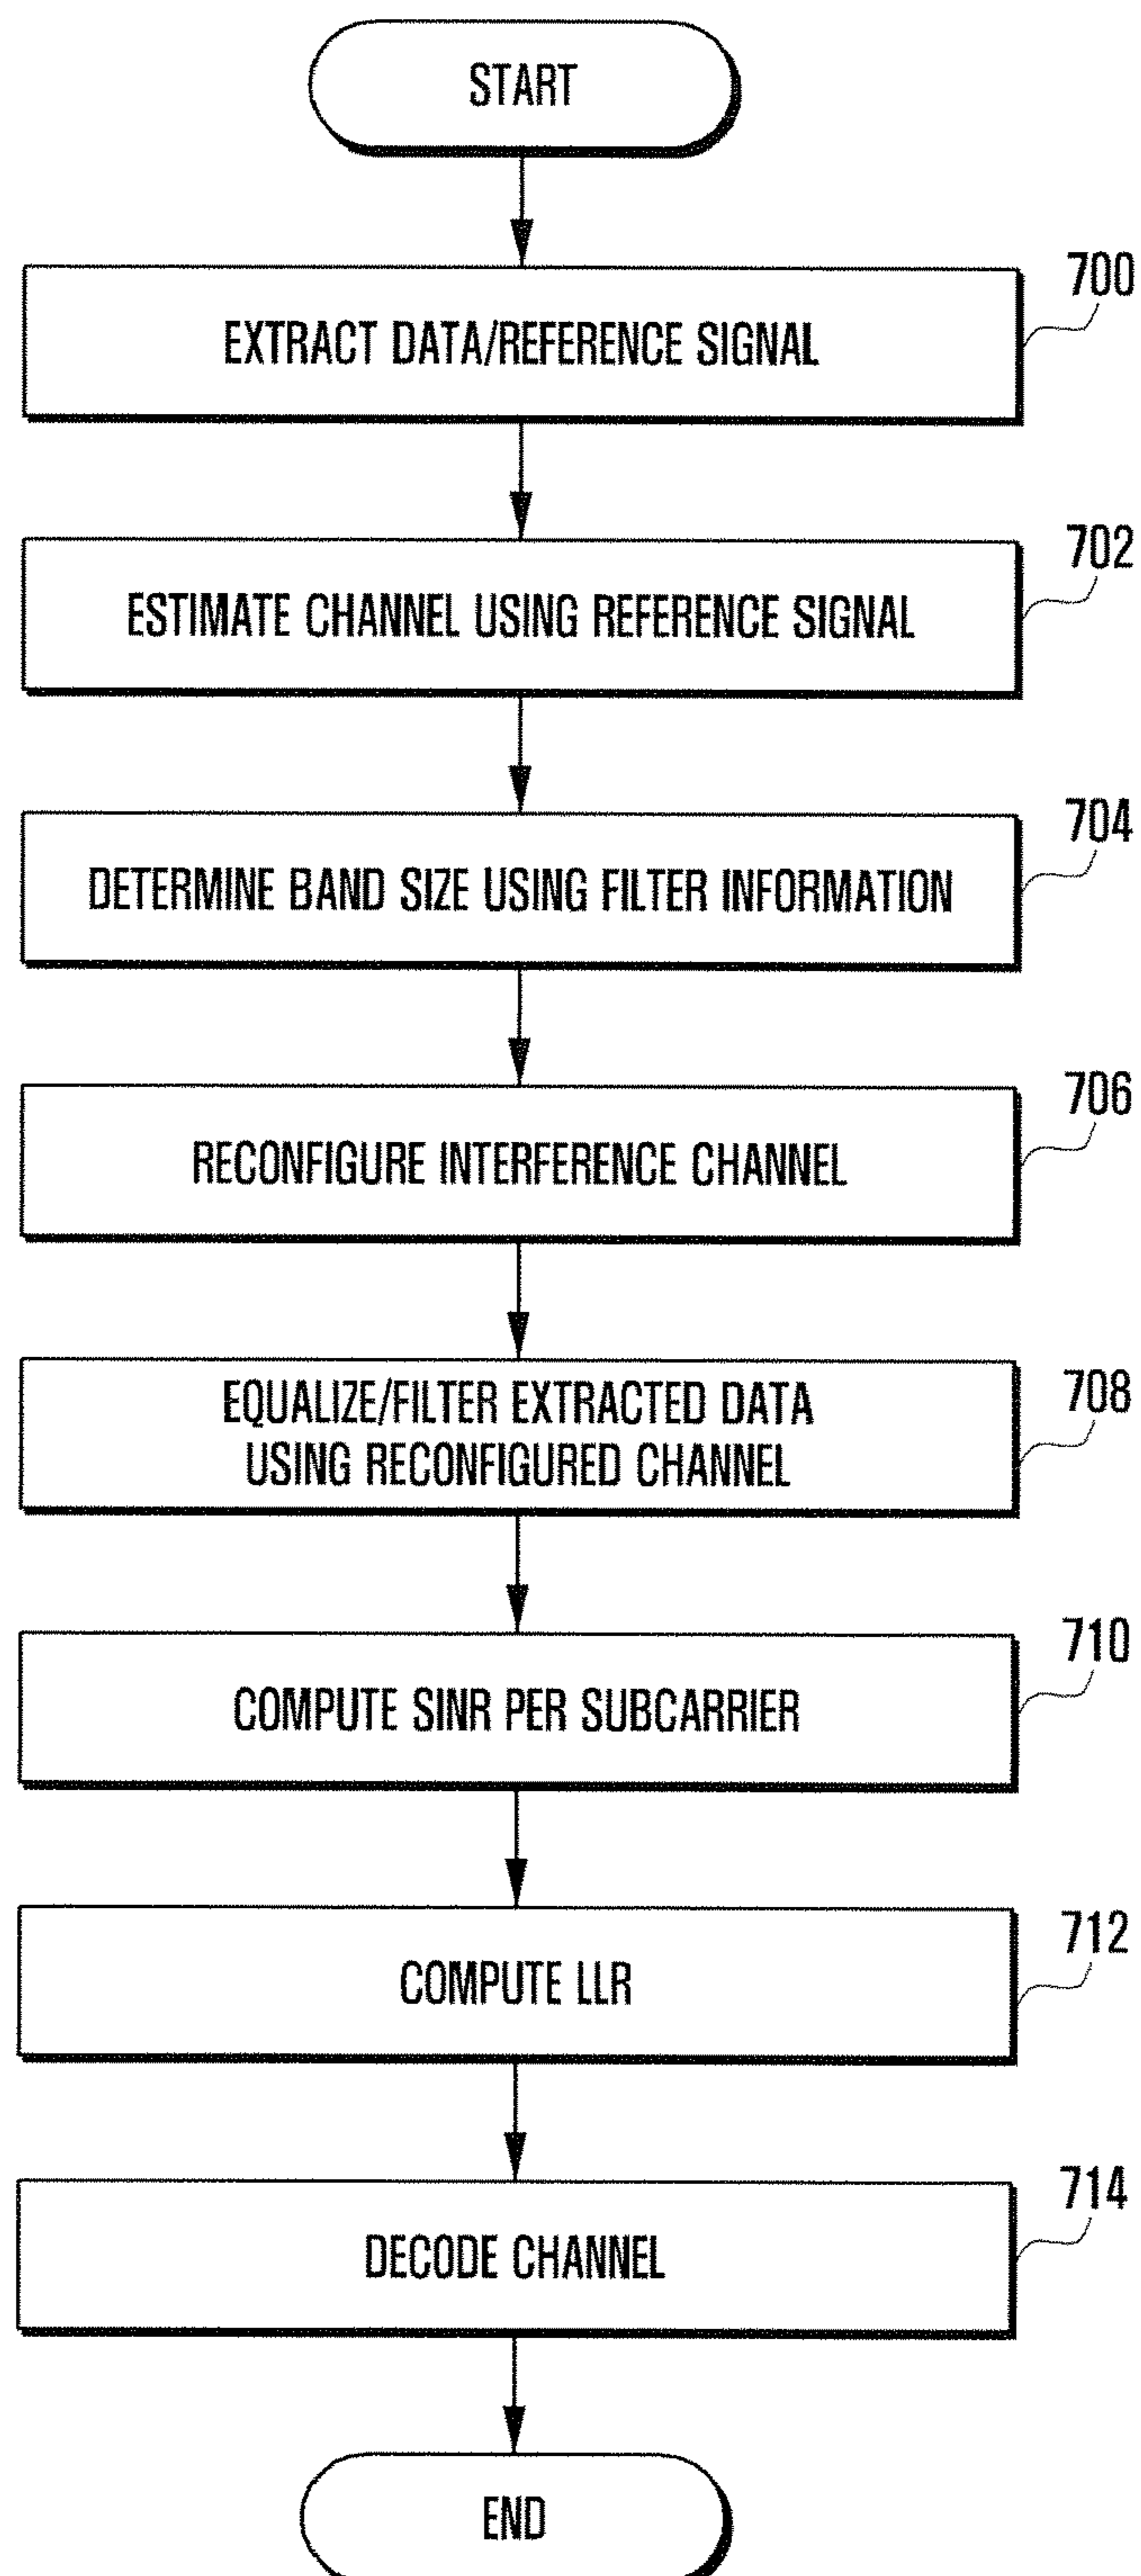 START
700
EXTRACT DATA/REFERENCE SIGNAL
702
ESTIMATE CHANNEL USING REFERENCE SIGNAL
704
DETERMINE BAND SIZE USING FILTER INFORMATION
706
RECONFIGURE INTERFERENCE CHANNEL
708
EQUALIZE/FILTER EXTRACTED DATA
USING RECONFIGURED CHANNEL
710
COMPUTE SINR PER SUBCARRIER
712
COMPUTE LLR
714
DECODE CHANNEL
END